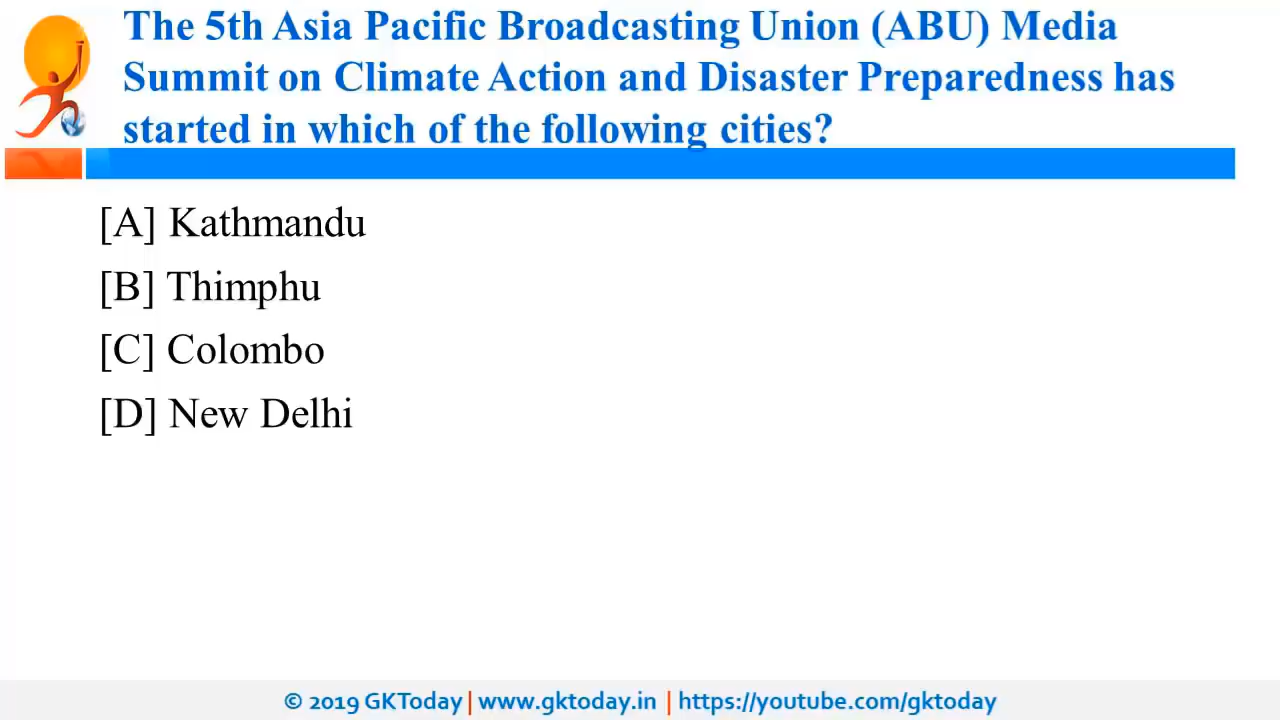 The 5th Asia Pacific Broadcasting Union (ABU) Media
Summit on Climate Action and Disaster Preparedness has
started in which of the following cities?
[A] Kathmandu
[B] Thimphu
[C] Colombo
[D] New Delhi
© 2019 GKToday | www.gktoday.in | https://youtube.com/gktoday